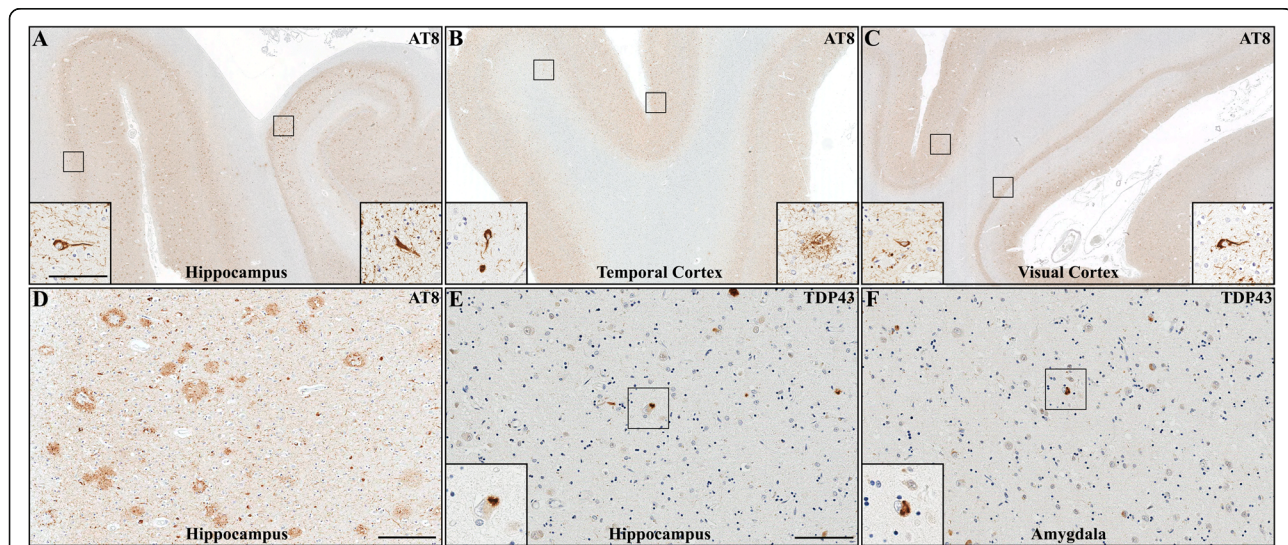 A AT8
B AT8
C AT8
Hippocampus
Temporal Cortex
Visual Cortex
D AT8
E TDP43
F TDP43
Hippocampus
Hippocampus
Amygdala